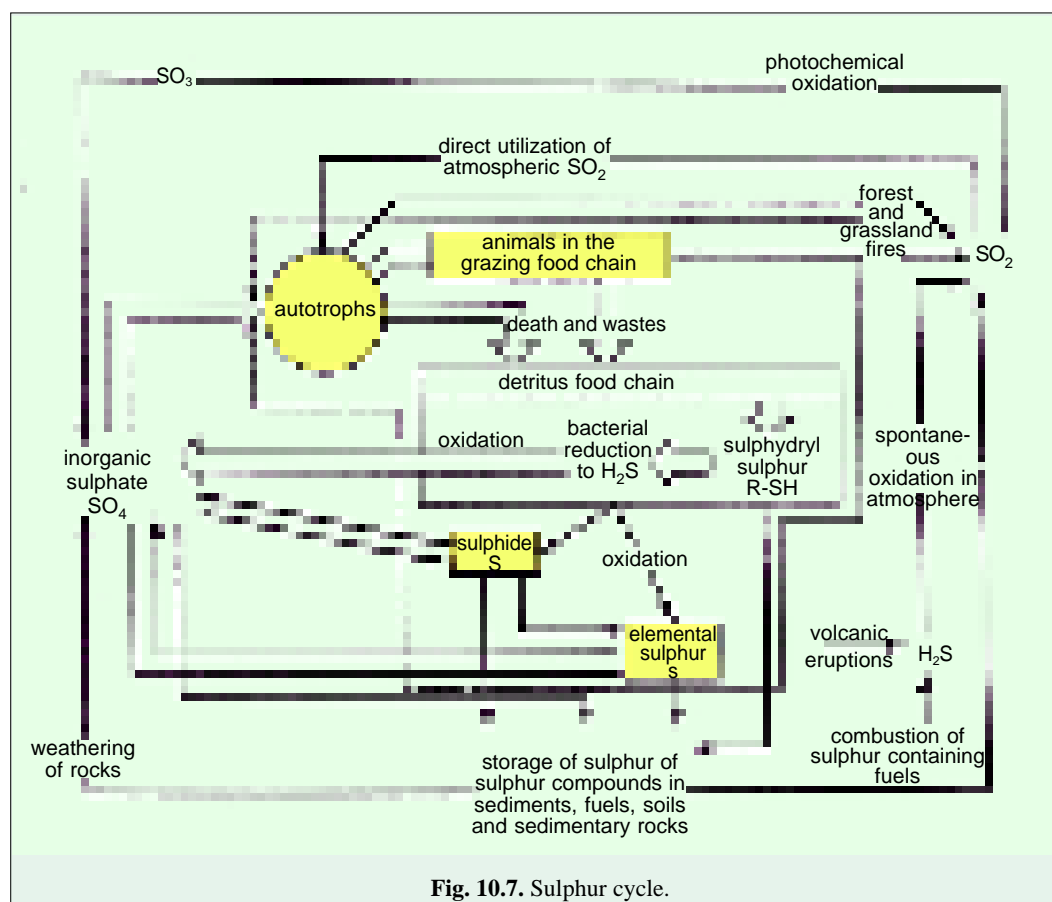 SO₃
photochemical
oxidation
direct utilization of
atmospheric SO₂
forest
and
grassland
fires
animals in the
grazing food chain
SO₂
autotrophs
death and wastes
detritus food chain
oxidation
bacterial
reduction
to H₂S
sulphydryl
sulphur
R-SH
spontane-
ous
oxidation in
atmosphere
inorganic
sulphate
SO₄
sulphide
S
oxidation
elemental
sulphur
s
volcanic
eruptions
H₂S
weathering
of rocks
storage of sulphur of
sulphur compounds in
sediments, fuels, soils
and sedimentary rocks
combustion of
sulphur containing
fuels
Fig. 10.7. Sulphur cycle.